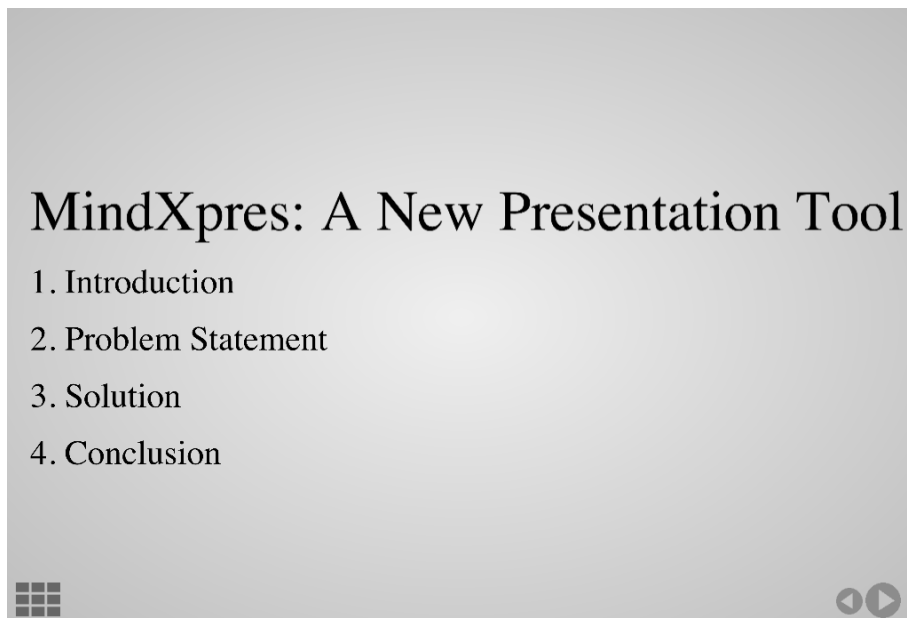 MindXpres: A New Presentation Tool
1. Introduction
2. Problem Statement
3. Solution
4. Conclusion